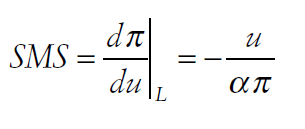 SMS = dπ/du|_L = − u/απ